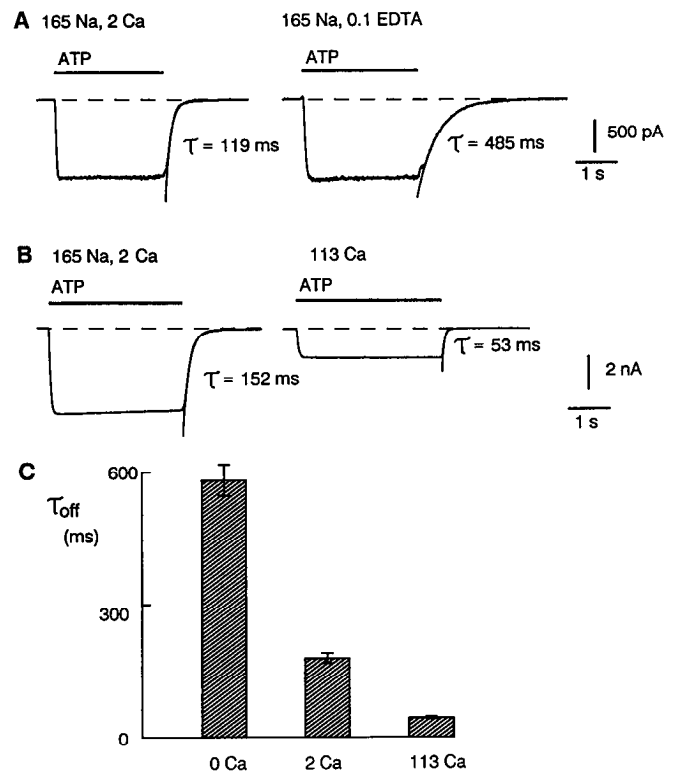 A 165 Na, 2 Ca 165 Na, 0.1 EDTA
ATP ATP
τ = 119 ms τ = 485 ms 500 pA
1 s
B 165 Na, 2 Ca 113 Ca
ATP ATP
τ = 152 ms τ = 53 ms 2 nA
1 s
C
600
τoff
(ms)
300
0
0 Ca 2 Ca 113 Ca